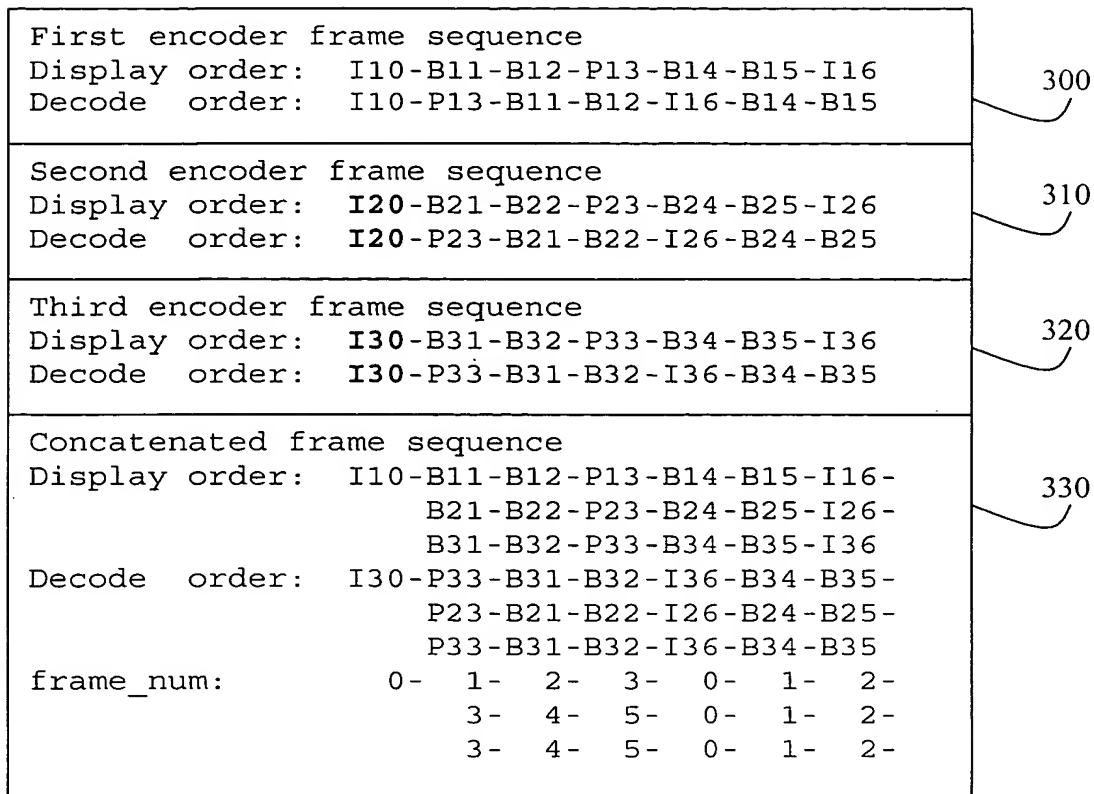 First encoder frame sequence
Display order: I10-B11-B12-P13-B14-B15-I16
Decode order: I10-P13-B11-B12-I16-B14-B15
300
Second encoder frame sequence
Display order: I20-B21-B22-P23-B24-B25-I26
Decode order: I20-P23-B21-B22-I26-B24-B25
310
Third encoder frame sequence
Display order: I30-B31-B32-P33-B34-B35-I36
Decode order: I30-P33-B31-B32-I36-B34-B35
320
Concatenated frame sequence
Display order: I10-B11-B12-P13-B14-B15-I16-
B21-B22-P23-B24-B25-I26-
B31-B32-P33-B34-B35-I36
Decode order: I30-P33-B31-B32-I36-B34-B35-
P23-B21-B22-I26-B24-B25-
P33-B31-B32-I36-B34-B35
frame_num: 0- 1- 2- 3- 0- 1- 2-
3- 4- 5- 0- 1- 2-
3- 4- 5- 0- 1- 2-
330